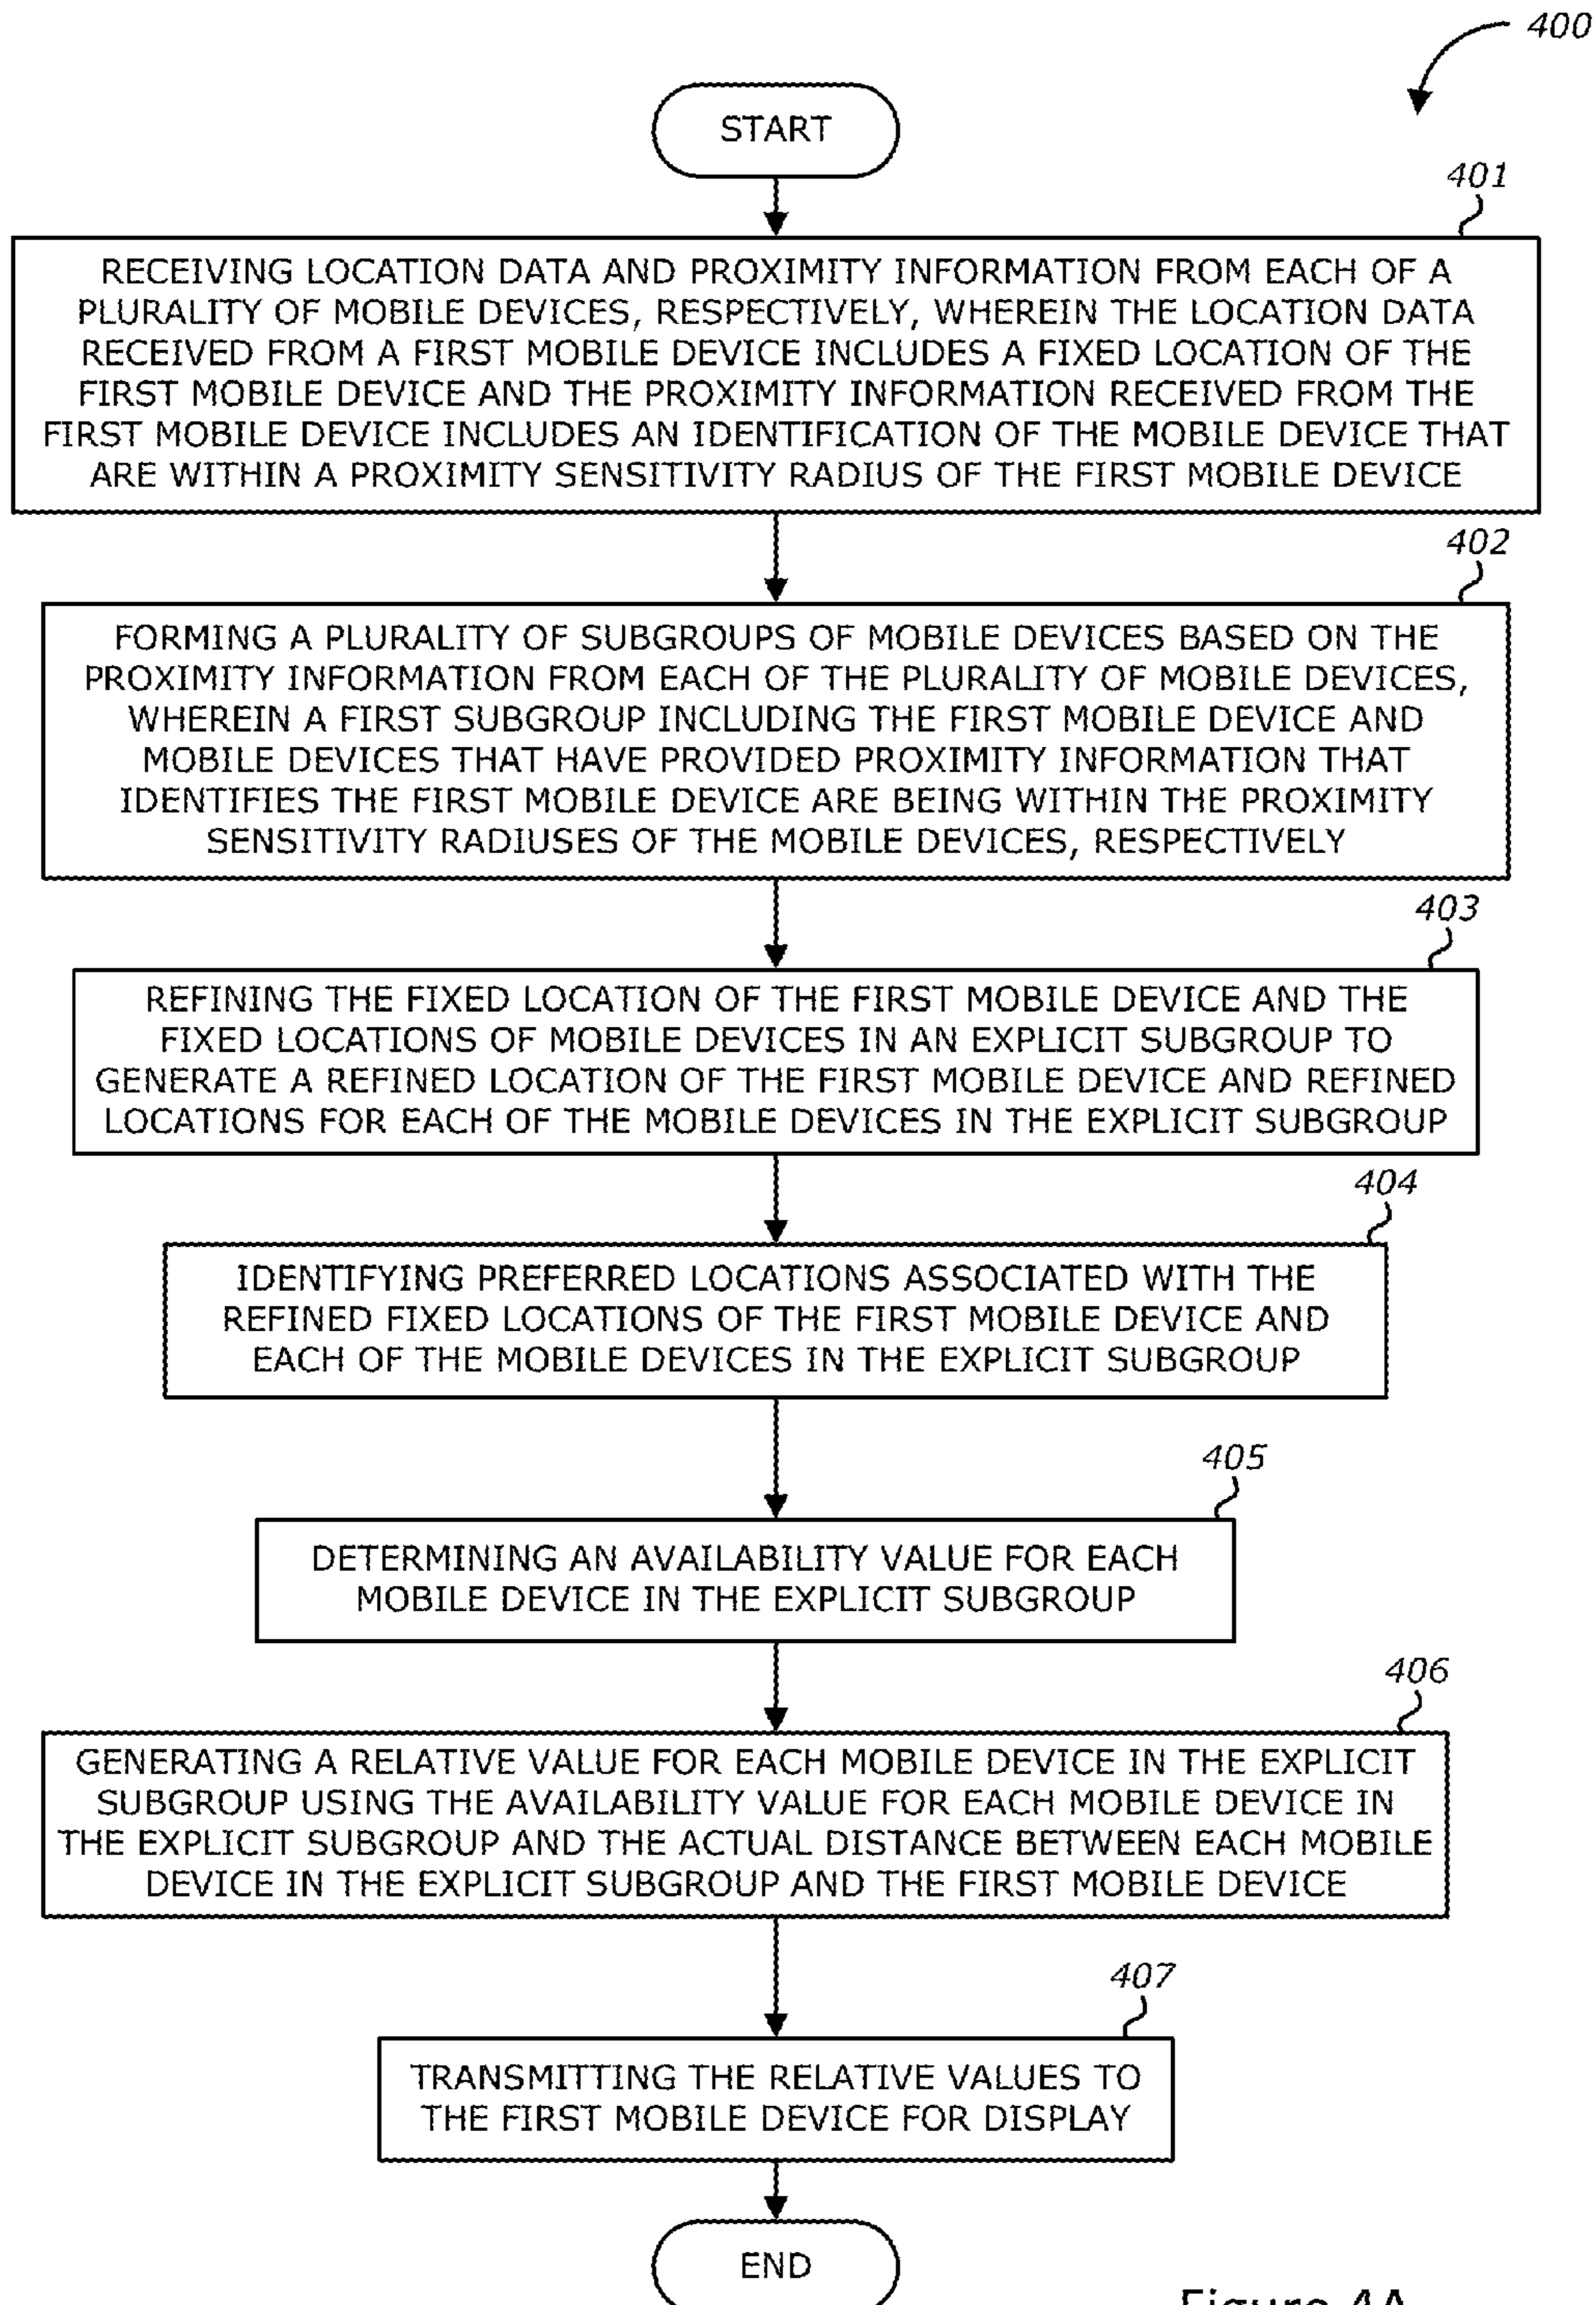 400
START
401
RECEIVING LOCATION DATA AND PROXIMITY INFORMATION FROM EACH OF A
PLURALITY OF MOBILE DEVICES, RESPECTIVELY, WHEREIN THE LOCATION DATA
RECEIVED FROM A FIRST MOBILE DEVICE INCLUDES A FIXED LOCATION OF THE
FIRST MOBILE DEVICE AND THE PROXIMITY INFORMATION RECEIVED FROM THE
FIRST MOBILE DEVICE INCLUDES AN IDENTIFICATION OF THE MOBILE DEVICE THAT
ARE WITHIN A PROXIMITY SENSITIVITY RADIUS OF THE FIRST MOBILE DEVICE
402
FORMING A PLURALITY OF SUBGROUPS OF MOBILE DEVICES BASED ON THE
PROXIMITY INFORMATION FROM EACH OF THE PLURALITY OF MOBILE DEVICES,
WHEREIN A FIRST SUBGROUP INCLUDING THE FIRST MOBILE DEVICE AND
MOBILE DEVICES THAT HAVE PROVIDED PROXIMITY INFORMATION THAT
IDENTIFIES THE FIRST MOBILE DEVICE ARE BEING WITHIN THE PROXIMITY
SENSITIVITY RADIUSES OF THE MOBILE DEVICES, RESPECTIVELY
403
REFINING THE FIXED LOCATION OF THE FIRST MOBILE DEVICE AND THE
FIXED LOCATIONS OF MOBILE DEVICES IN AN EXPLICIT SUBGROUP TO
GENERATE A REFINED LOCATION OF THE FIRST MOBILE DEVICE AND REFINED
LOCATIONS FOR EACH OF THE MOBILE DEVICES IN THE EXPLICIT SUBGROUP
404
IDENTIFYING PREFERRED LOCATIONS ASSOCIATED WITH THE
REFINED FIXED LOCATIONS OF THE FIRST MOBILE DEVICE AND
EACH OF THE MOBILE DEVICES IN THE EXPLICIT SUBGROUP
405
DETERMINING AN AVAILABILITY VALUE FOR EACH
MOBILE DEVICE IN THE EXPLICIT SUBGROUP
406
GENERATING A RELATIVE VALUE FOR EACH MOBILE DEVICE IN THE EXPLICIT
SUBGROUP USING THE AVAILABILITY VALUE FOR EACH MOBILE DEVICE IN
THE EXPLICIT SUBGROUP AND THE ACTUAL DISTANCE BETWEEN EACH MOBILE
DEVICE IN THE EXPLICIT SUBGROUP AND THE FIRST MOBILE DEVICE
407
TRANSMITTING THE RELATIVE VALUES TO
THE FIRST MOBILE DEVICE FOR DISPLAY
END
Figure 4A